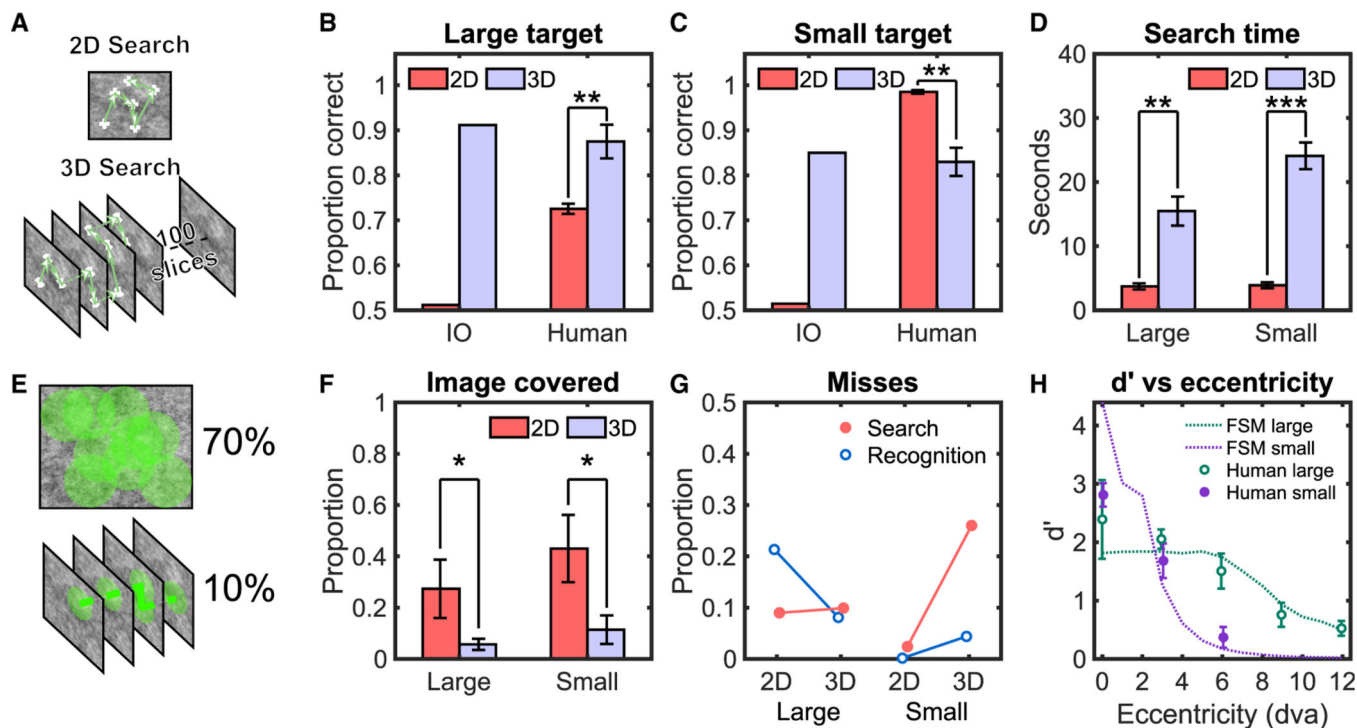 A
2D Search
3D Search
100
slices
B
Large target
2D 3D
**
Proportion correct
1
0.9
0.8
0.7
0.6
0.5
IO Human
C
Small target
2D 3D
**
Proportion correct
1
0.9
0.8
0.7
0.6
0.5
IO Human
D
Search time
2D 3D
** ***
Seconds
40
30
20
10
0
Large Small
E
70%
10%
F
Image covered
2D 3D
* *
Proportion
1
0.8
0.6
0.4
0.2
0
Large Small
G
Misses
Search
Recognition
Proportion
0.5
0.4
0.3
0.2
0.1
0
2D 3D 2D 3D
Large Small
H
d' vs eccentricity
FSM large
FSM small
Human large
Human small
d'
4
3
2
1
0
0 2 4 6 8 10 12
Eccentricity (dva)